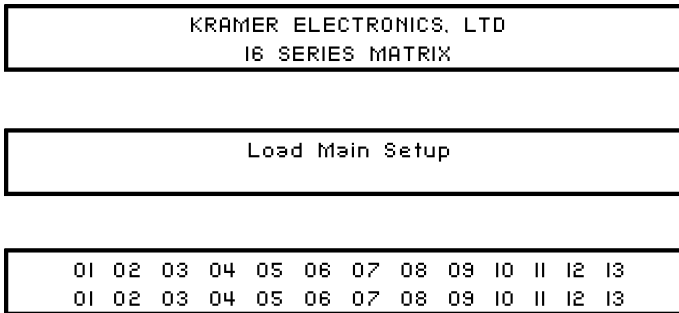 KRAMER ELECTRONICS, LTD
16 SERIES MATRIX
Load Main Setup
01 02 03 04 05 06 07 08 09 10 11 12 13
01 02 03 04 05 06 07 08 09 10 11 12 13